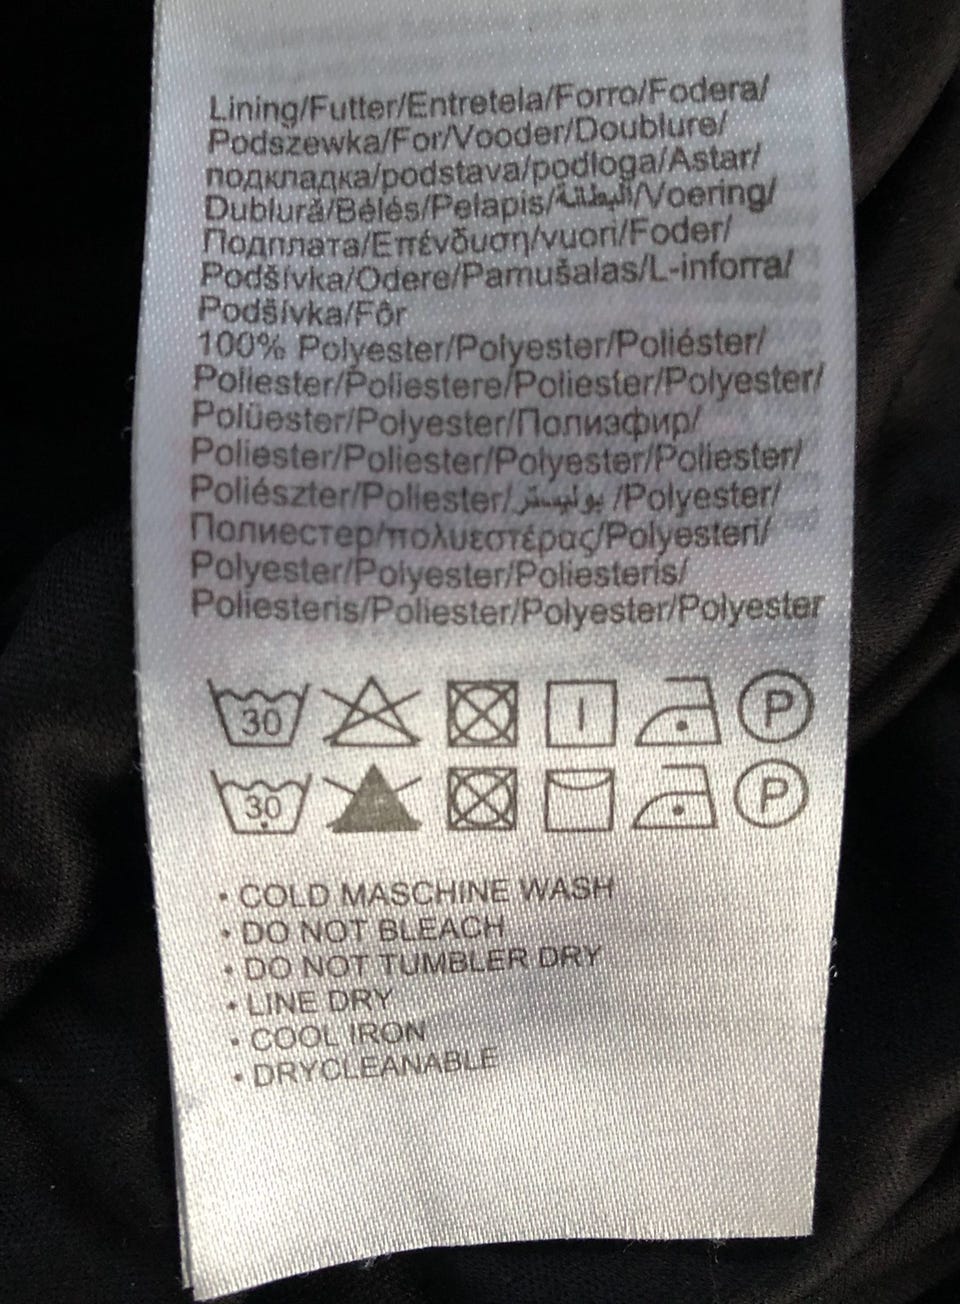 Lining/Futter/Entretela/Forro/Fodera/
Podszewka/For/Vooder/Doublure/
подкладка/podstava/podloga/Astar/
Dublură/Bélés/Pelapis/البطانة/Voering/
Подплата/Επένδυση/vuori/Foder/
Podšívka/Odere/Pamušalas/L-inforra/
Podšívka/Fôr
100% Polyester/Polyester/Poliéster/
Poliester/Poliestere/Poliester/Polyester/
Polüester/Polyester/Полиэфир/
Poliester/Poliester/Polyester/Poliester/
Poliészter/Poliester/بوليستر/Polyester/
Полиестер/πολυεστέρας/Polyesteri/
Polyester/Polyester/Poliesteris/
Poliesteris/Poliester/Polyester/Polyester
30 P
30 P
• COLD MASCHINE WASH
• DO NOT BLEACH
• DO NOT TUMBLER DRY
• LINE DRY
• COOL IRON
• DRYCLEANABLE